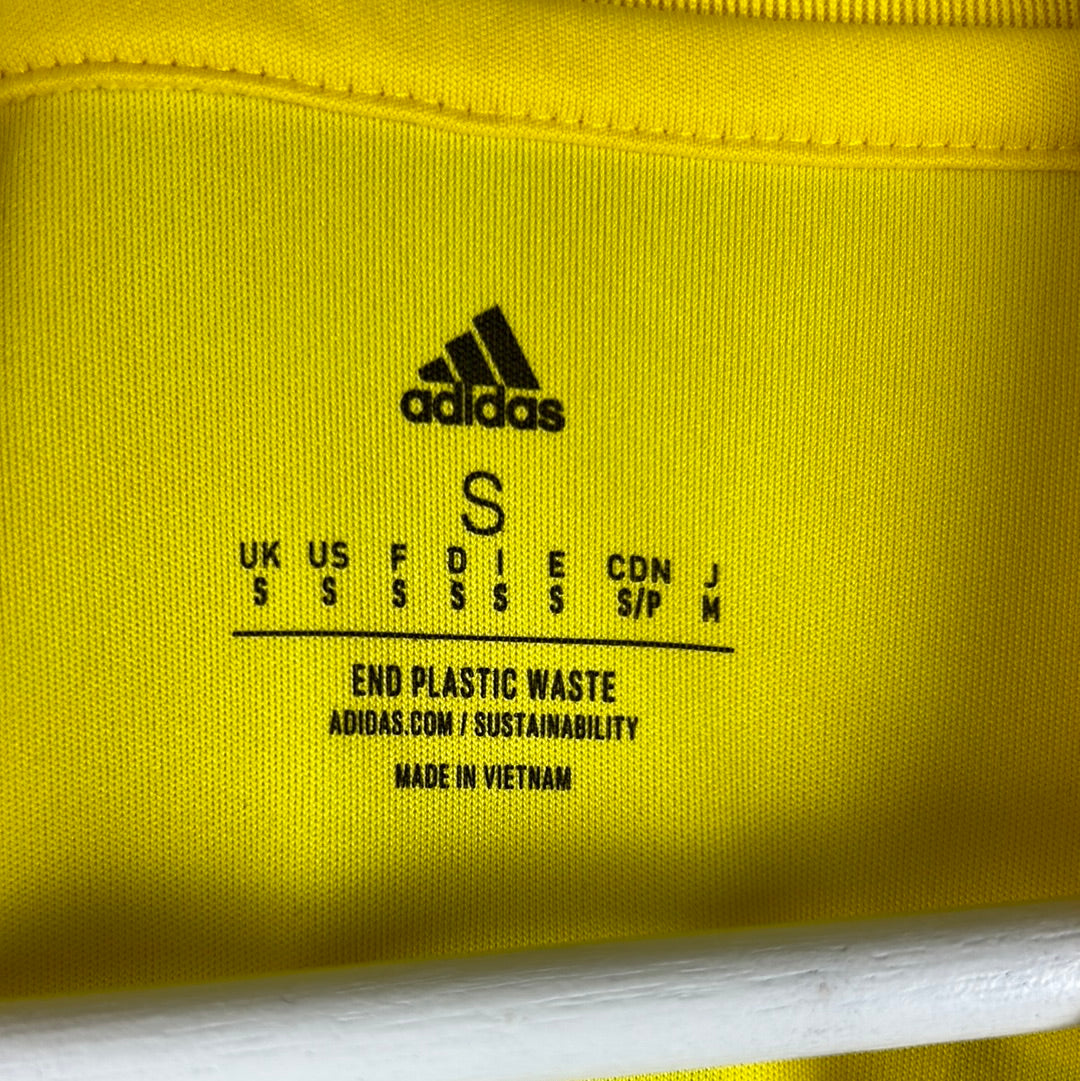 adidas
S
UK US F D I E CDN J
S S S S S S S/P M
END PLASTIC WASTE
ADIDAS.COM / SUSTAINABILITY
MADE IN VIETNAM